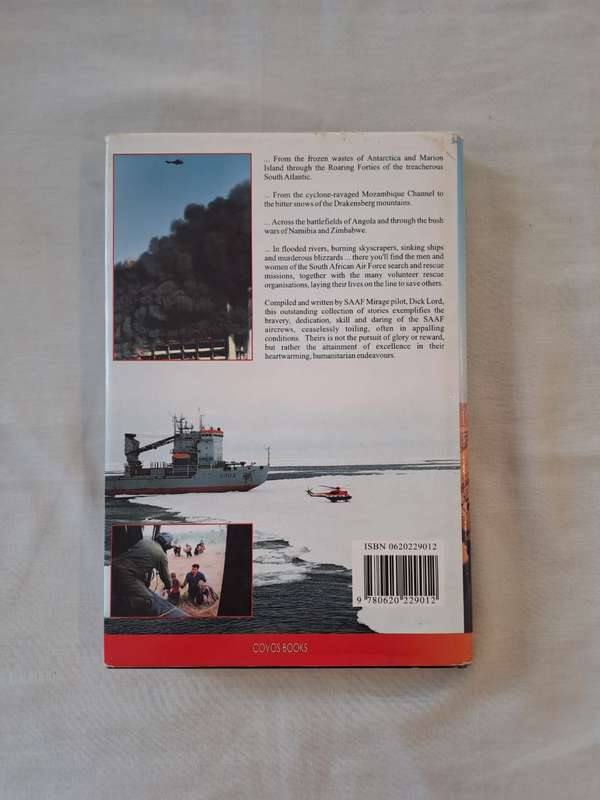 ... From the frozen wastes of Antarctica and Marion
Island through the Roaring Forties of the treacherous
South Atlantic.
... From the cyclone-ravaged Mozambique Channel to
the bitter snows of the Drakensberg mountains.
... Across the battlefields of Angola and through the bush
wars of Namibia and Zimbabwe.
... In flooded rivers, burning skyscrapers, sinking ships
and murderous blizzards ... there you'll find the men and
women of the South African Air Force search and rescue
missions, together with the many volunteer rescue
organisations, laying their lives on the line to save others.
Compiled and written by SAAF Mirage pilot, Dick Lord,
this outstanding collection of stories exemplifies the
bravery, dedication, skill and daring of the SAAF
aircrews, ceaselessly toiling, often in appalling
conditions. Theirs is not the pursuit of glory or reward,
but rather the attainment of excellence in their
heartwarming, humanitarian endeavours.
ISBN 0620229012
9 780620 229012
COVOS BOOKS